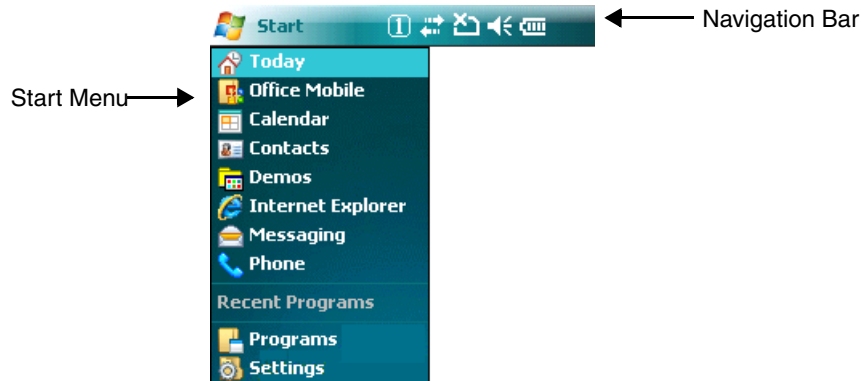 Start 1 Navigation Bar
Today
Start Menu Office Mobile
Calendar
Contacts
Demos
Internet Explorer
Messaging
Phone
Recent Programs
Programs
Settings